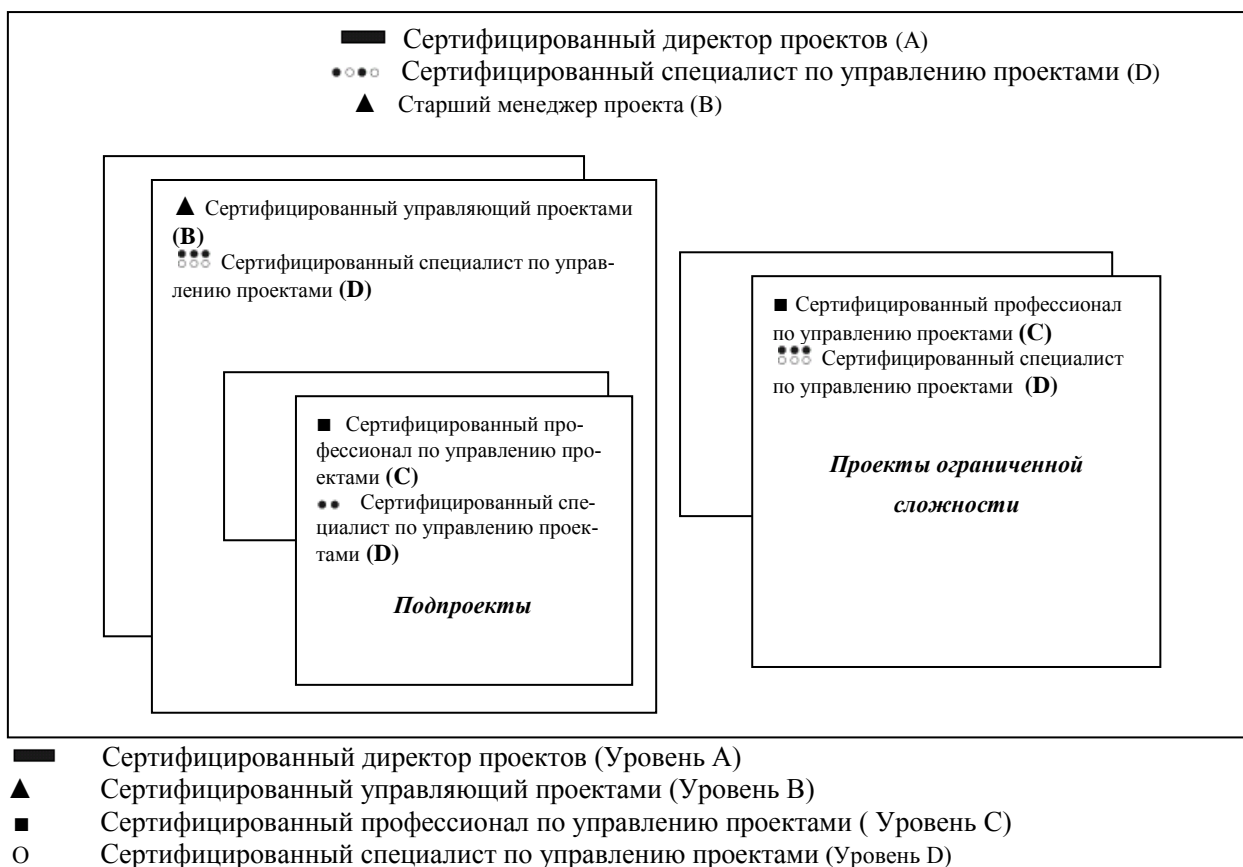 ▬ Сертифицированный директор проектов (А)
●○●○ Сертифицированный специалист по управлению проектами (D)
▲ Старший менеджер проекта (В)
▲ Сертифицированный управляющий проектами
(В)
●●●○○○ Сертифицированный специалист по управ-
лению проектами (D)
■ Сертифицированный про-
фессионал по управлению про-
ектами (С)
●● Сертифицированный спе-
циалист по управлению проек-
тами (D)
Подпроекты
■ Сертифицированный профессионал
по управлению проектами (С)
●●●○○○ Сертифицированный специалист
по управлению проектами (D)
Проекты ограниченной
сложности
▬ Сертифицированный директор проектов (Уровень А)
▲ Сертифицированный управляющий проектами (Уровень В)
■ Сертифицированный профессионал по управлению проектами ( Уровень С)
О Сертифицированный специалист по управлению проектами (Уровень D)